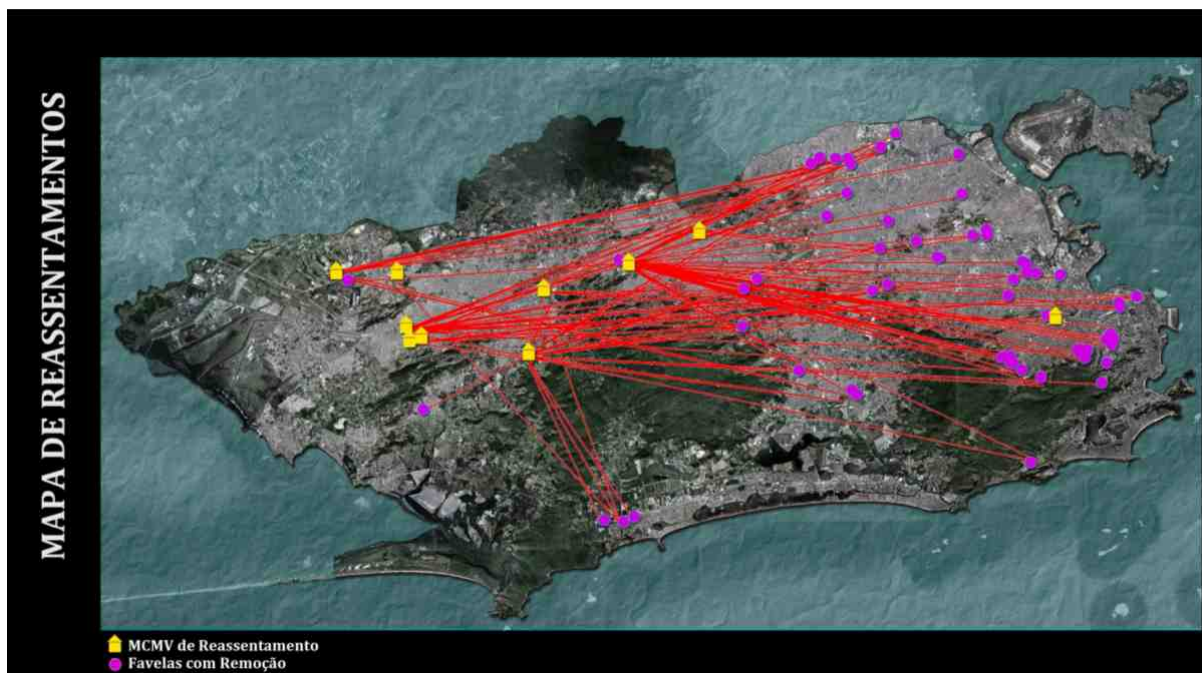 MAPA DE REASSENTAMENTOS
MCMV de Reassentamento
Favelas com Remoção